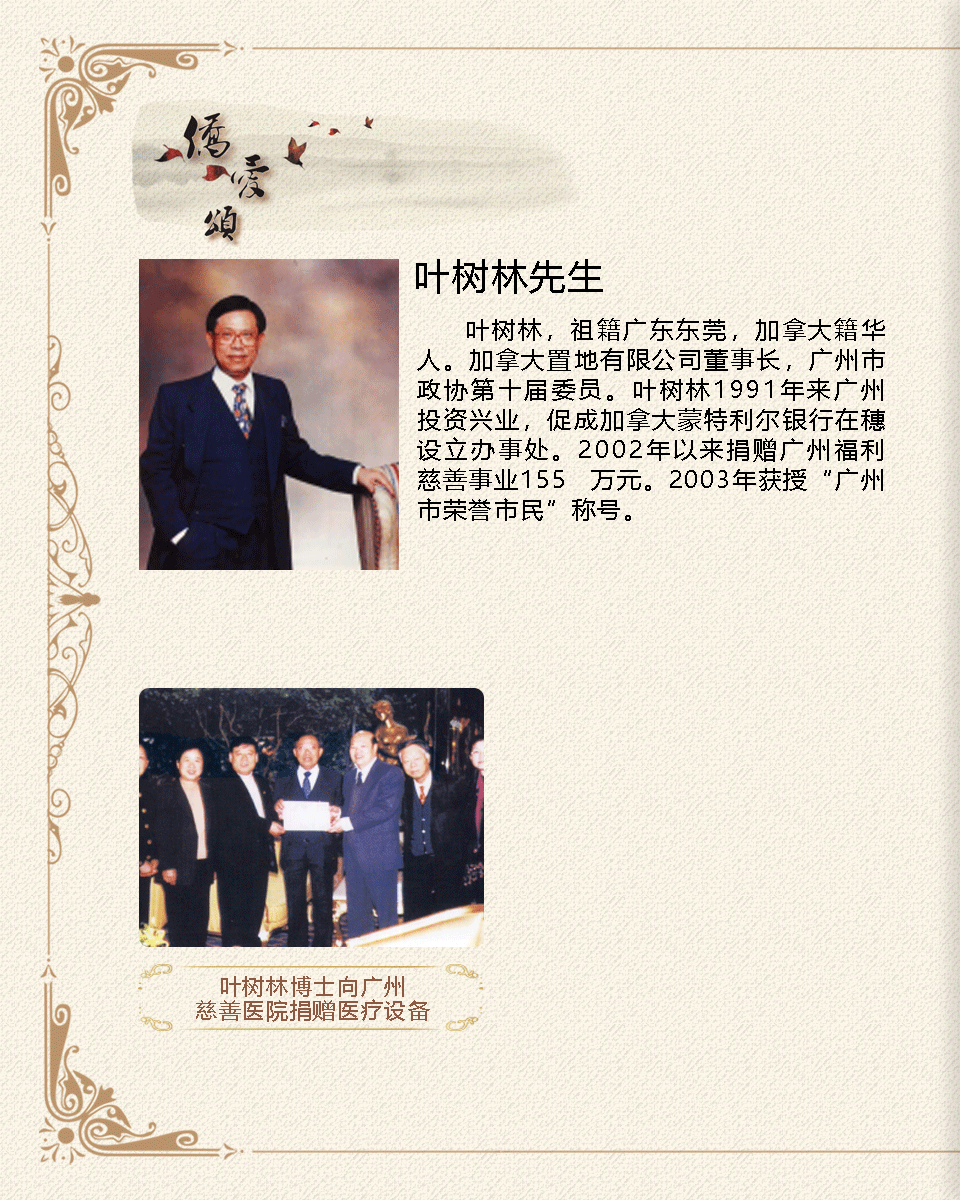 僑
愛
頌
叶树林先生
叶树林，祖籍广东东莞，加拿大籍华
人。加拿大置地有限公司董事长，广州市
政协第十届委员。叶树林1991年来广州
投资兴业，促成加拿大蒙特利尔银行在穗
设立办事处。2002年以来捐赠广州福利
慈善事业155 万元。2003年获授“广州
市荣誉市民”称号。
叶树林博士向广州
慈善医院捐赠医疗设备